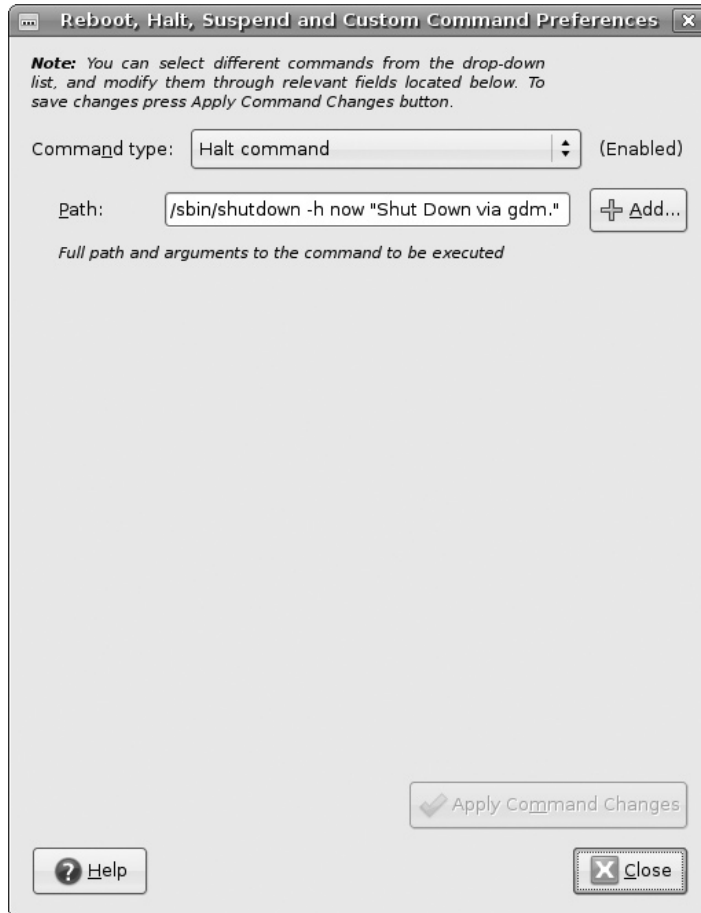 Reboot, Halt, Suspend and Custom Command Preferences
Note: You can select different commands from the drop-down
list, and modify them through relevant fields located below. To
save changes press Apply Command Changes button.
Command type: Halt command (Enabled)
Path: /sbin/shutdown -h now "Shut Down via gdm." Add...
Full path and arguments to the command to be executed
Apply Command Changes
Help Close